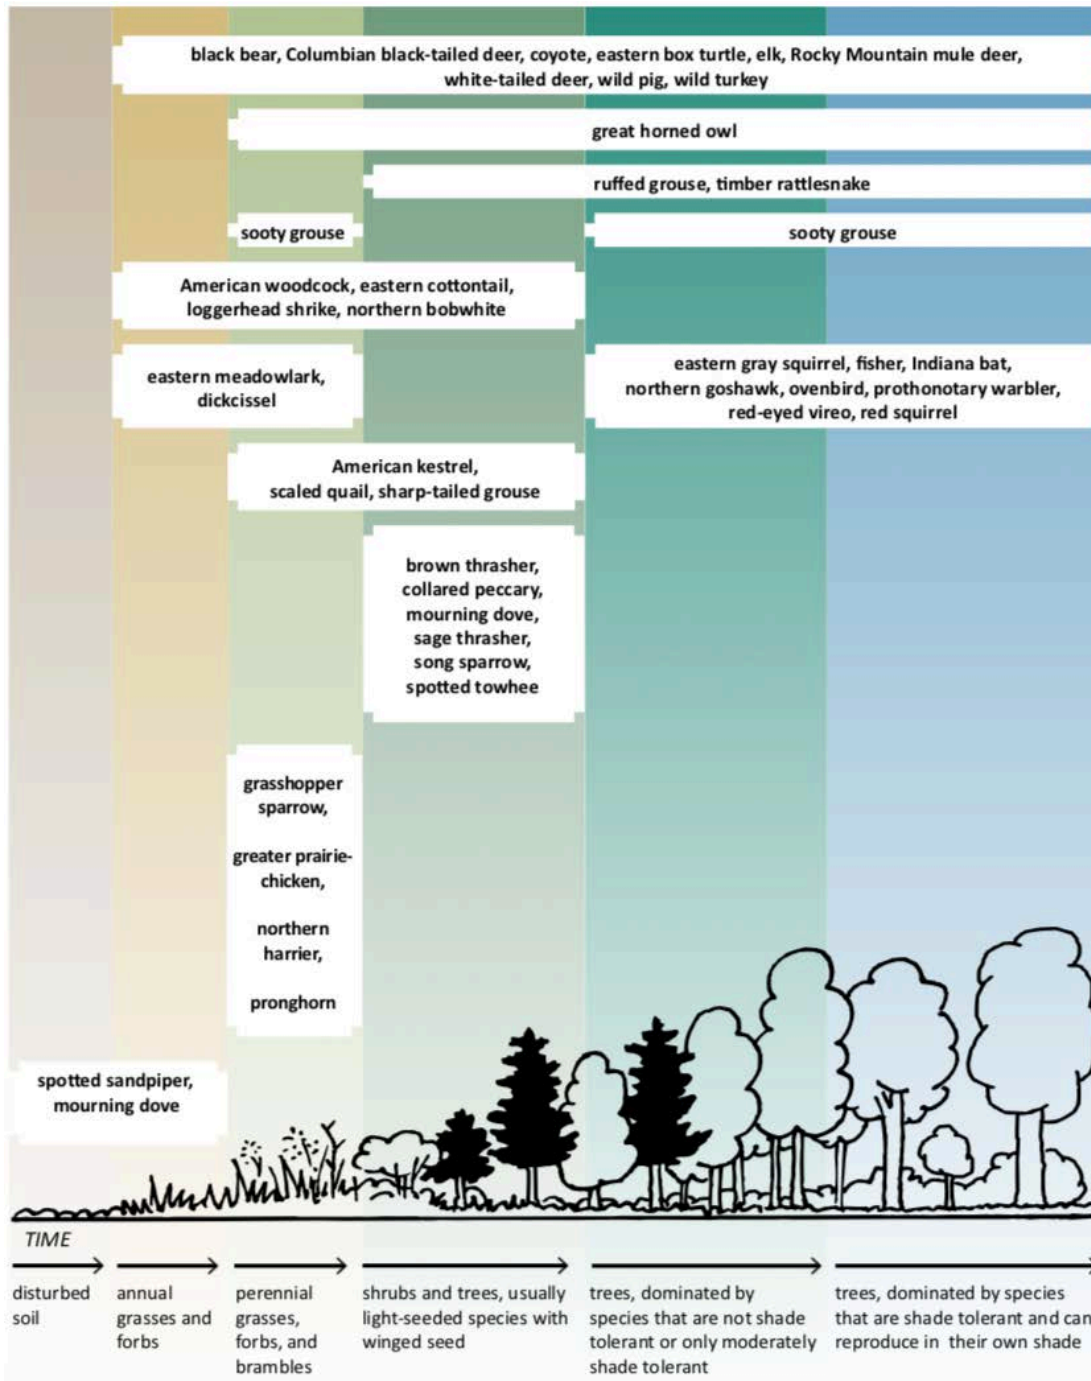 black bear, Columbian black-tailed deer, coyote, eastern box turtle, elk, Rocky Mountain mule deer,
white-tailed deer, wild pig, wild turkey
great horned owl
ruffed grouse, timber rattlesnake
sooty grouse
sooty grouse
American woodcock, eastern cottontail,
loggerhead shrike, northern bobwhite
eastern meadowlark,
dickcissel
eastern gray squirrel, fisher, Indiana bat,
northern goshawk, ovenbird, prothonotary warbler,
red-eyed vireo, red squirrel
American kestrel,
scaled quail, sharp-tailed grouse
brown thrasher,
collared peccary,
mourning dove,
sage thrasher,
song sparrow,
spotted towhee
grasshopper
sparrow,
greater prairie-
chicken,
northern
harrier,
pronghorn
spotted sandpiper,
mourning dove
TIME
disturbed
soil
annual
grasses and
forbs
perennial
grasses,
forbs, and
brambles
shrubs and trees, usually
light-seeded species with
winged seed
trees, dominated by
species that are not shade
tolerant or only moderately
shade tolerant
trees, dominated by species
that are shade tolerant and can
reproduce in their own shade